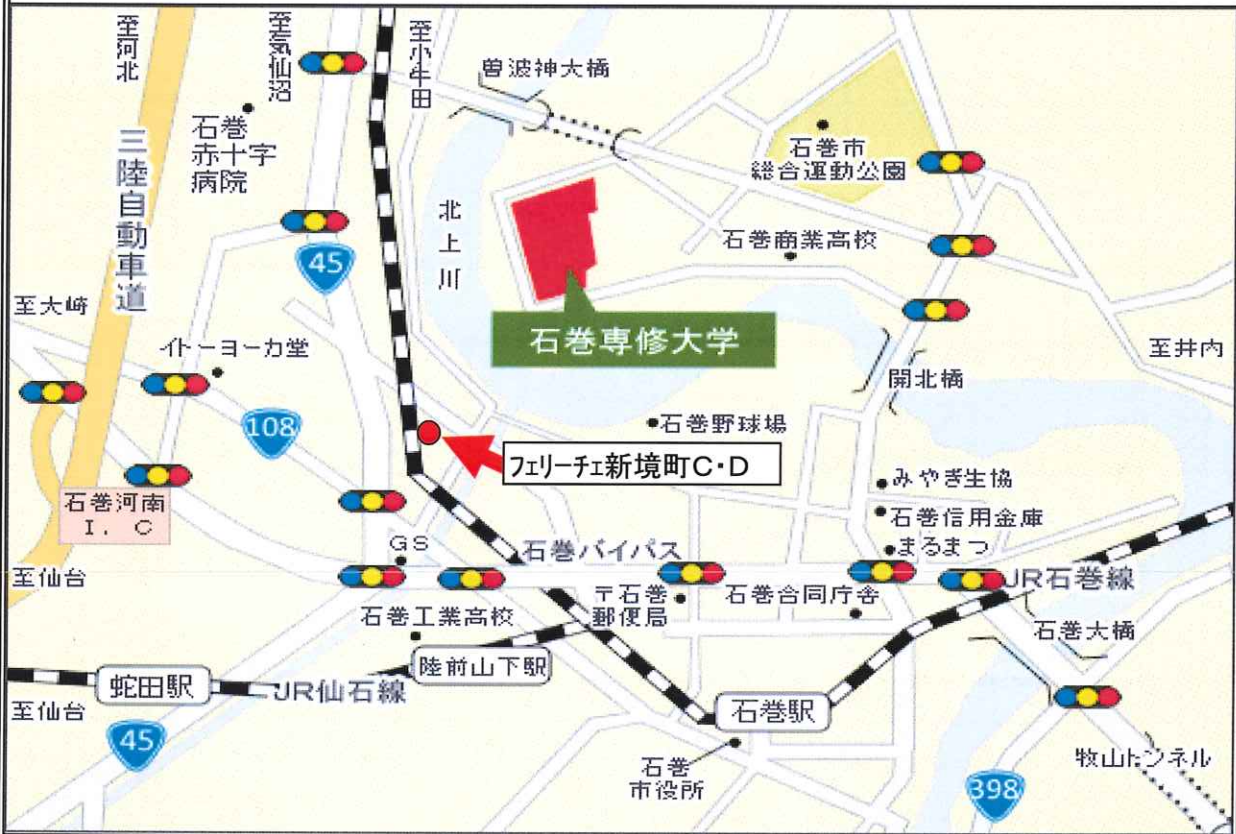 至河北
至気仙沼
至小牛田
曽波神大橋
石巻
赤十字
病院
三陸自動車道
石巻市
総合運動公園
北上川
石巻商業高校
45
至大崎
石巻専修大学
至井内
イトーヨーカ堂
開北橋
108
石巻野球場
フェリーチェ新境町C・D
みやぎ生協
石巻河南
I. C
石巻信用金庫
GS
石巻バイパス
まるまつ
至仙台
〒石巻
郵便局
石巻合同庁舎
JR石巻線
石巻工業高校
石巻大橋
陸前山下駅
蛇田駅
JR仙石線
至仙台
石巻駅
45
石巻
市役所
牧山トンネル
398